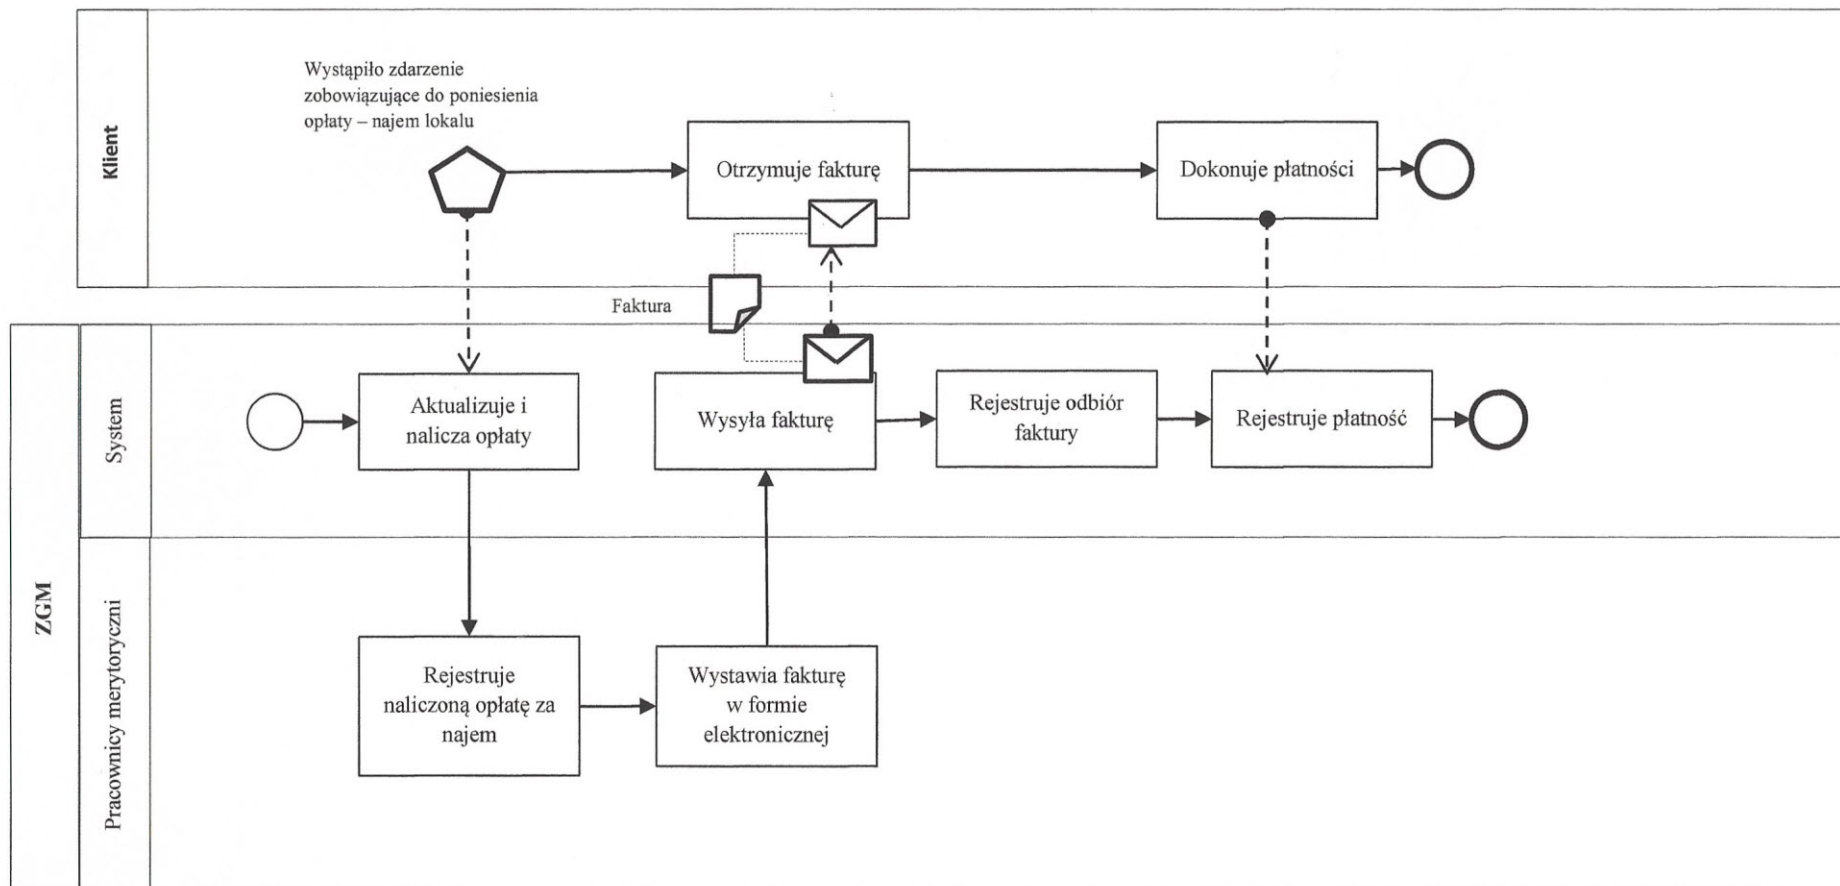 Klient
Wystąpiło zdarzenie
zobowiązujące do poniesienia
opłaty – najem lokalu
Otrzymuje fakturę
Dokonuje płatności
Faktura
ZGM
System
Aktualizuje i
nalicza opłaty
Wysyła fakturę
Rejestruje odbiór
faktury
Rejestruje płatność
Pracownicy merytoryczni
Rejestruje
naliczoną opłatę za
najem
Wystawia fakturę
w formie
elektronicznej